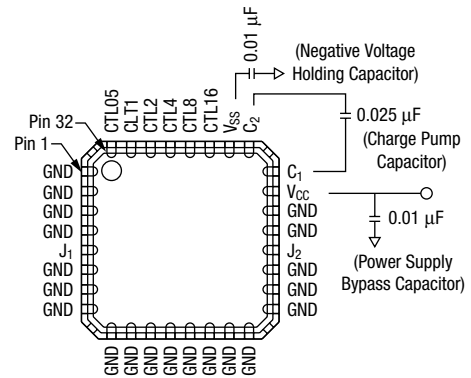 0.01 µF
(Negative Voltage
Holding Capacitor)
CTL05
CLT1
CTL2
CTL4
CTL8
CTL16
VSS
C2
0.025 µF
(Charge Pump
Capacitor)
Pin 32
Pin 1
GND
GND
GND
GND
J1
GND
GND
GND
C1
VCC
GND
GND
J2
GND
GND
GND
0.01 µF
(Power Supply
Bypass Capacitor)
GND
GND
GND
GND
GND
GND
GND
GND